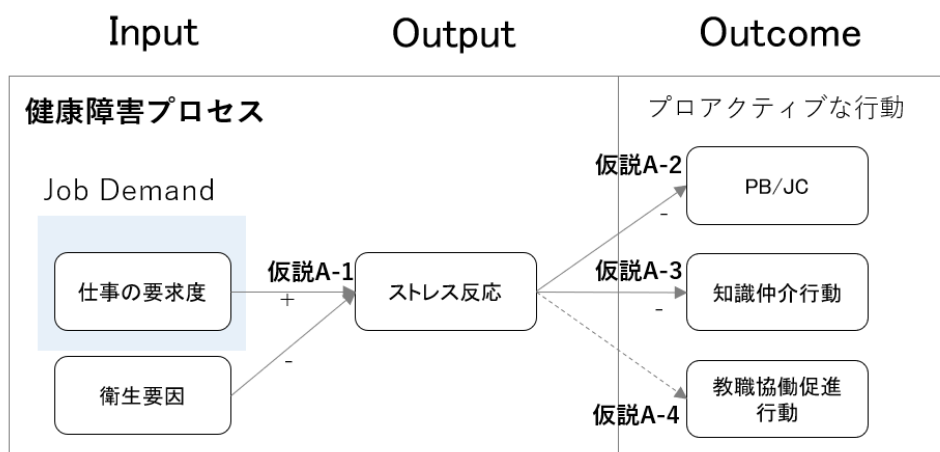 Input Output Outcome
健康障害プロセス
プロアクティブな行動
Job Demand
仮説A-2
PB/JC
-
仮説A-1
仕事の要求度
+
ストレス反応
仮説A-3
知識仲介行動
-
-
衛生要因
教職協働促進
行動
仮説A-4